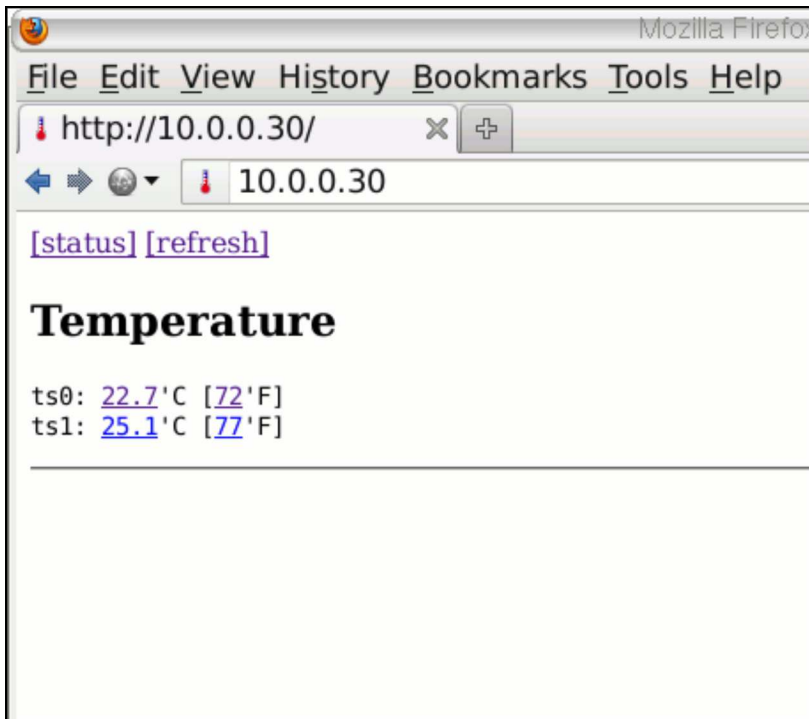 Mozilla Firefox
File Edit View History Bookmarks Tools Help
http://10.0.0.30/
10.0.0.30
[status] [refresh]
Temperature
ts0: 22.7'C [72'F]
ts1: 25.1'C [77'F]